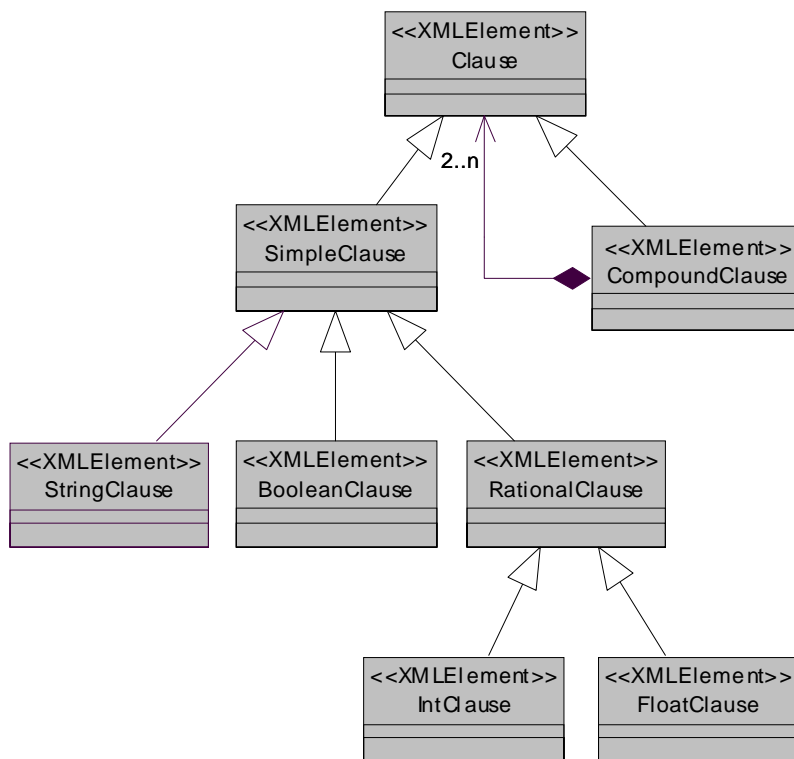 <<XMLElement>>
Clause
2..n
<<XMLElement>>
SimpleClause
<<XMLElement>>
CompoundClause
<<XMLElement>>
StringClause
<<XMLElement>>
BooleanClause
<<XMLElement>>
RationalClause
<<XMLElement>>
IntClause
<<XMLElement>>
FloatClause